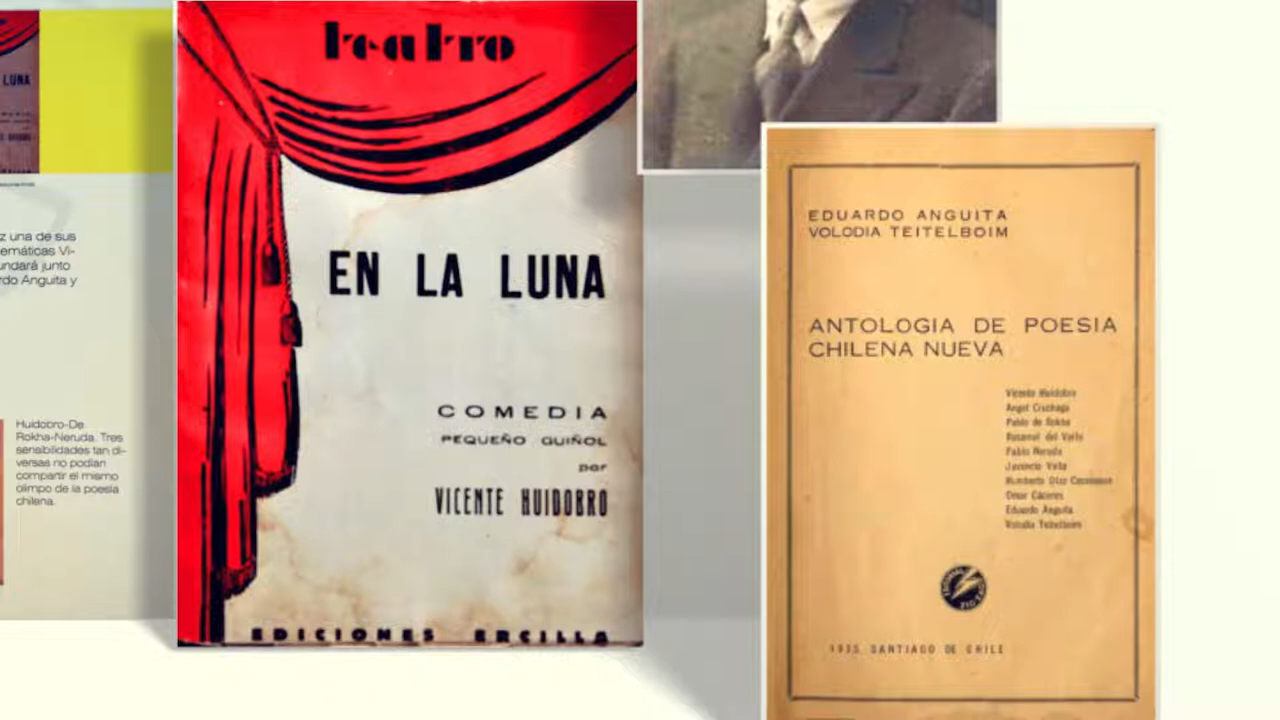 LUNA
z una de sus
emáticas Vi-
undará junto
rdo Anguita y
Huidobro-De
Rokha-Neruda. Tres
sensibilidades tan di-
versas no podían
compartir el mismo
olimpo de la poesía
chilena.
teatro
EN LA LUNA
COMEDIA
PEQUEÑO GUIÑOL
por
VICENTE HUIDOBRO
EDICIONES ERCILLA
EDUARDO ANGUITA
VOLODIA TEITELBOIM
ANTOLOGIA DE POESIA
CHILENA NUEVA
Vicente Huidobro
Angel Cruchaga
Pablo de Rokha
Rosamel del Valle
Pablo Neruda
Jacinto Valle
Humberto Díaz Casanueva
Omar Cáceres
Eduardo Anguita
Volodia Teitelboim
ZIG-ZAG
1935 SANTIAGO DE CHILE